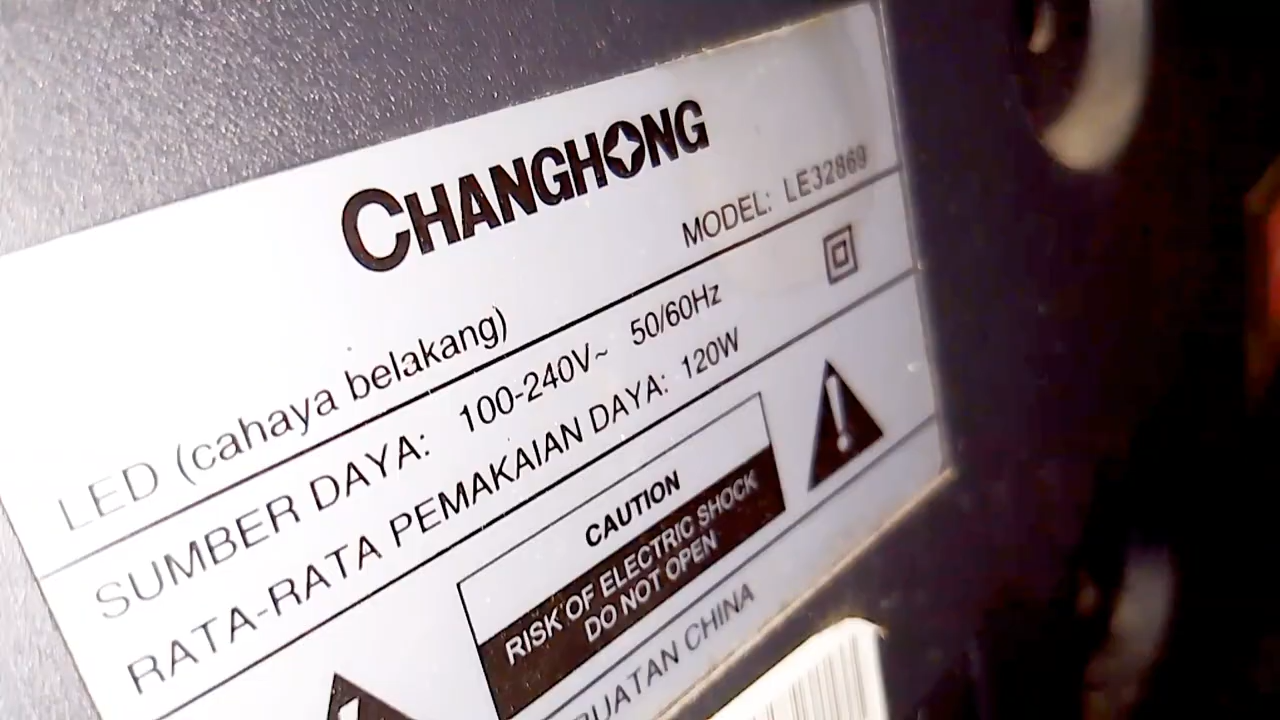 CHANGHONG
LED (cahaya belakang)
MODEL: LE32869
SUMBER DAYA: 100-240V~ 50/60Hz
RATA-RATA PEMAKAIAN DAYA: 120W
CAUTION
RISK OF ELECTRIC SHOCK
DO NOT OPEN
BUATAN CHINA